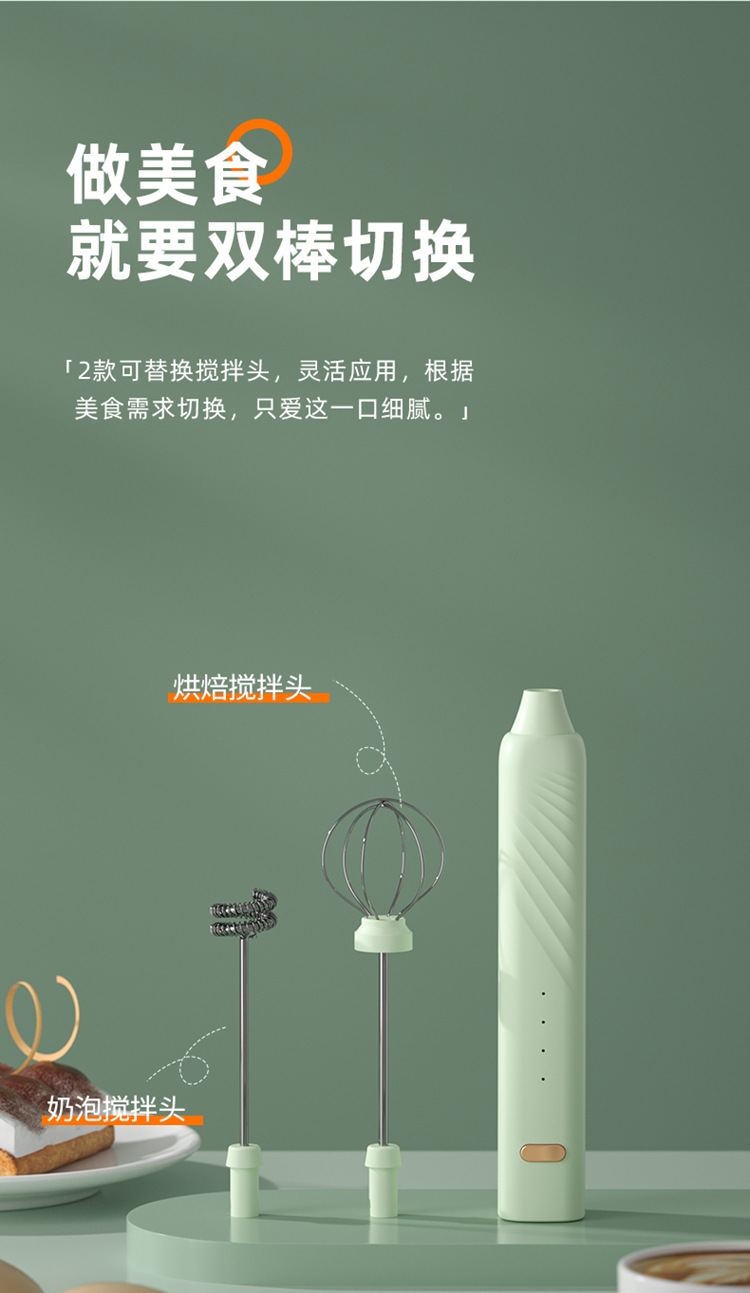 做美食
就要双棒切换
「2款可替换搅拌头，灵活应用，根据
美食需求切换，只爱这一口细腻。」
烘焙搅拌头
奶泡搅拌头